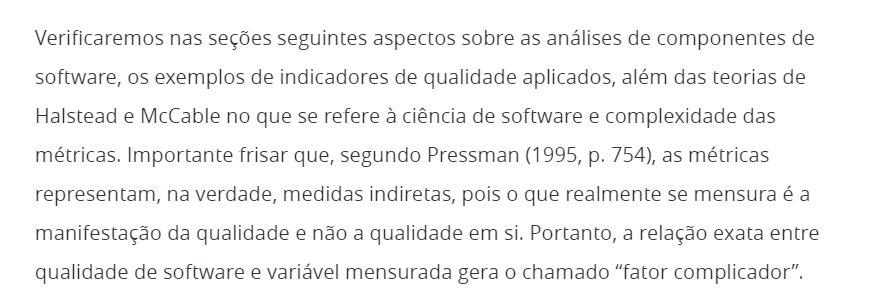 Verificaremos nas seções seguintes aspectos sobre as análises de componentes de
software, os exemplos de indicadores de qualidade aplicados, além das teorias de
Halstead e McCable no que se refere à ciência de software e complexidade das
métricas. Importante frisar que, segundo Pressman (1995, p. 754), as métricas
representam, na verdade, medidas indiretas, pois o que realmente se mensura é a
manifestação da qualidade e não a qualidade em si. Portanto, a relação exata entre
qualidade de software e variável mensurada gera o chamado “fator complicador”.